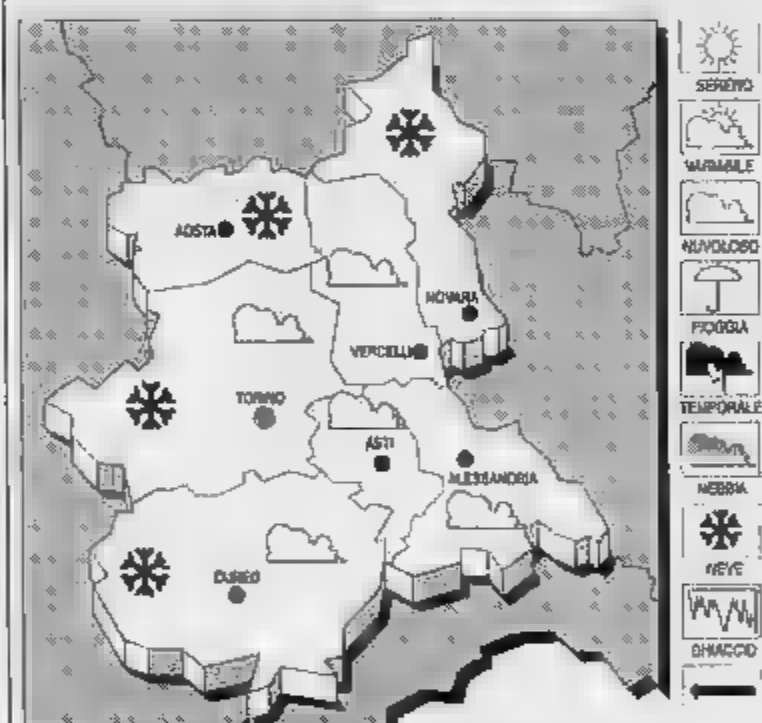 AOSTA
NOVARA
VERCELLI
TORINO
ASTI
ALESSANDRIA
CUNEO
SERENO
VARIABILE
NUVOLOSO
PIOGGIA
TEMPORALE
NEBBIA
NEVE
GHIACCIO